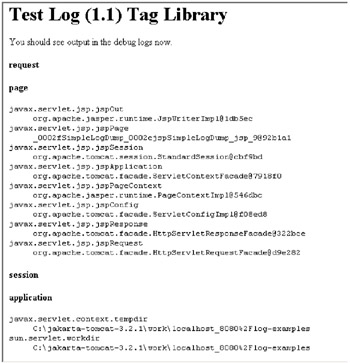 Test Log (1.1) Tag Library
You should see output in the debug logs now.
request
page
javax.servlet.jsp.jspOut
org.apache.jasper.runtime.JspWriterImpl@1db5ec
javax.servlet.jsp.jspPage
_0002fSimpleLogDump_0002ejspSimpleLogDump_jsp_9@92b1a1
javax.servlet.jsp.jspSession
org.apache.tomcat.session.StandardSession@cbf9bd
javax.servlet.jsp.jspApplication
org.apache.tomcat.facade.ServletContextFacade@7918f0
javax.servlet.jsp.jspPageContext
org.apache.jasper.runtime.PageContextImpl@546dbc
javax.servlet.jsp.jspConfig
org.apache.tomcat.facade.ServletConfigImpl@f08ed8
javax.servlet.jsp.jspResponse
org.apache.tomcat.facade.HttpServletResponseFacade@322bce
javax.servlet.jsp.jspRequest
org.apache.tomcat.facade.HttpServletRequestFacade@d9e282
session
application
javax.servlet.context.tempdir
C:\jakarta-tomcat-3.2.1\work\localhost_8080%2Flog-examples
sun.servlet.workdir
C:\jakarta-tomcat-3.2.1\work\localhost_8080%2Flog-examples